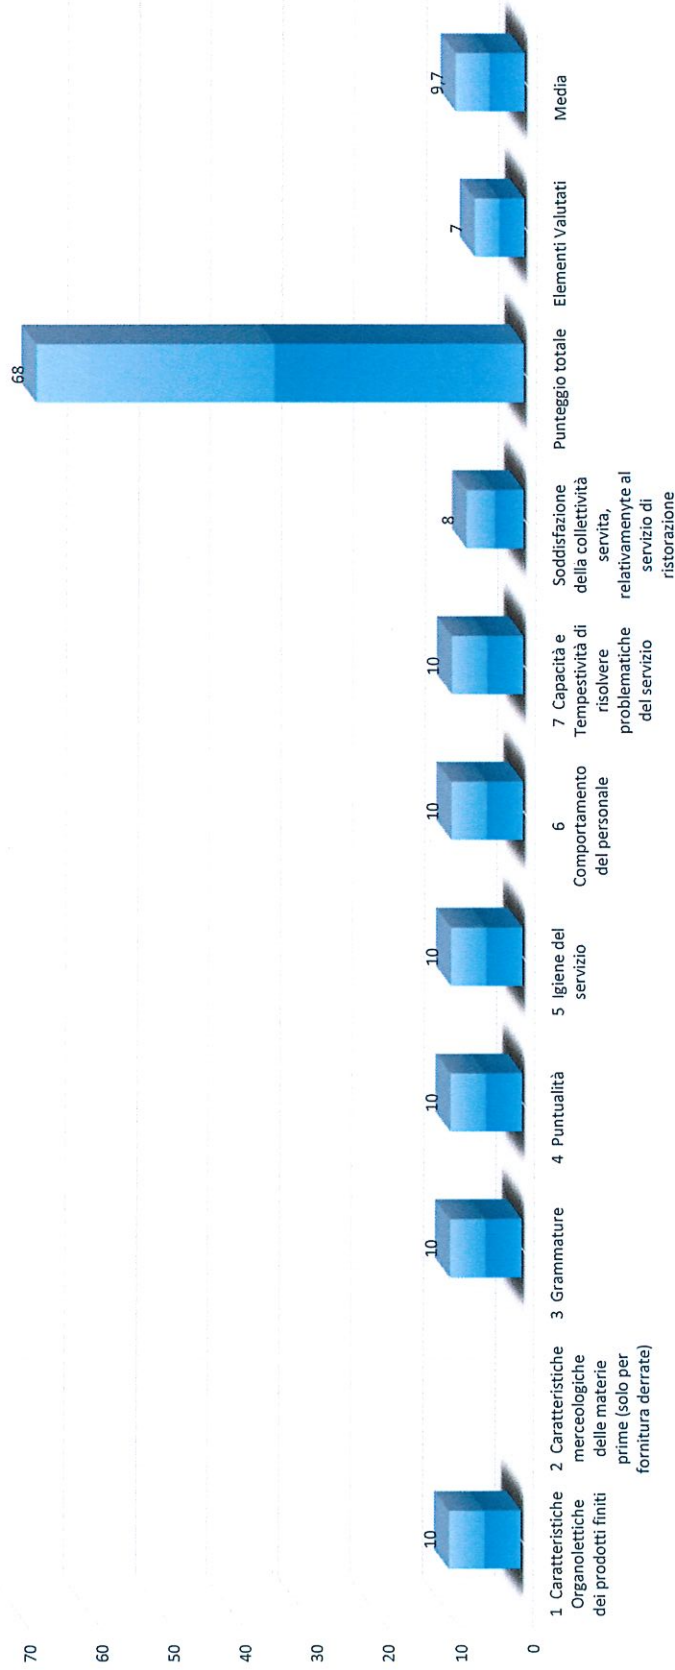 70
60
50
40
30
20
10
0
10
10
10
10
10
10
8
68
7
9,7
1 Caratteristiche
Organolettiche
dei prodotti finiti
2 Caratteristiche
merceologiche
delle materie
prime (solo per
fornitura derrate)
3 Grammature
4 Puntualità
5 Igiene del
servizio
6
Comportamento
del personale
7 Capacità e
Tempestività di
risolvere
problematiche
del servizio
Soddisfazione
della collettività
servita,
relativamenyte al
servizio di
ristorazione
Punteggio totale
Elementi Valutati
Media